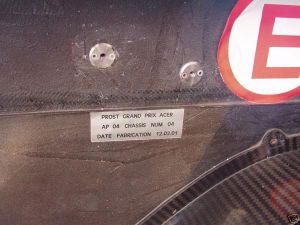 E
PROST GRAND PRIX ACER
AP 04 CHASSIS NUM 04
DATE FABRICATION 12.02.01